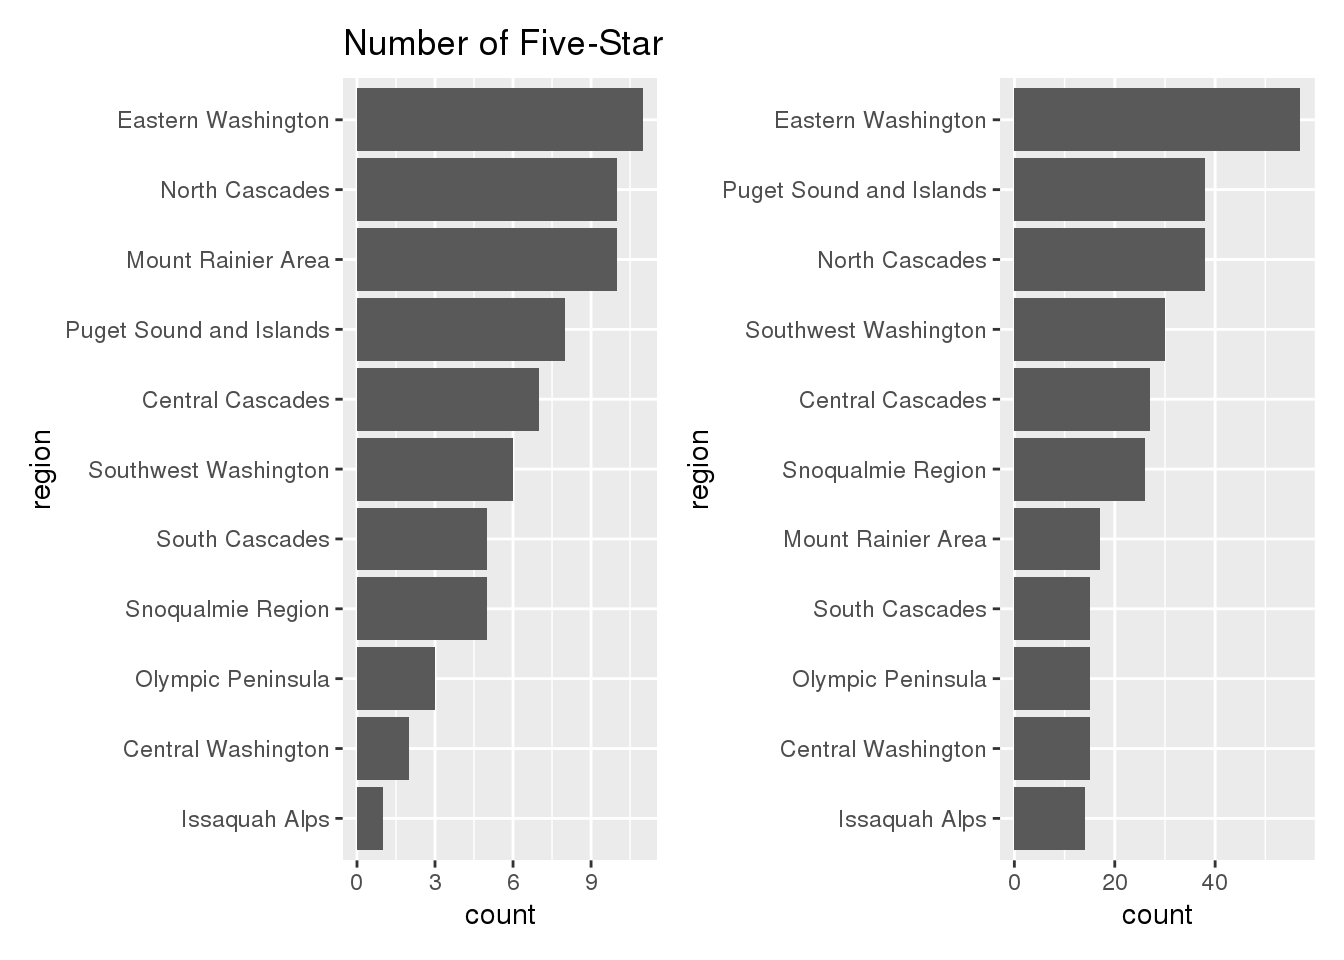 Number of Five-Star
Eastern Washington
North Cascades
Mount Rainier Area
Puget Sound and Islands
Central Cascades
Southwest Washington
South Cascades
Snoqualmie Region
Olympic Peninsula
Central Washington
Issaquah Alps
region
0 3 6 9
count
Eastern Washington
Puget Sound and Islands
North Cascades
Southwest Washington
Central Cascades
Snoqualmie Region
Mount Rainier Area
South Cascades
Olympic Peninsula
Central Washington
Issaquah Alps
region
0 20 40
count